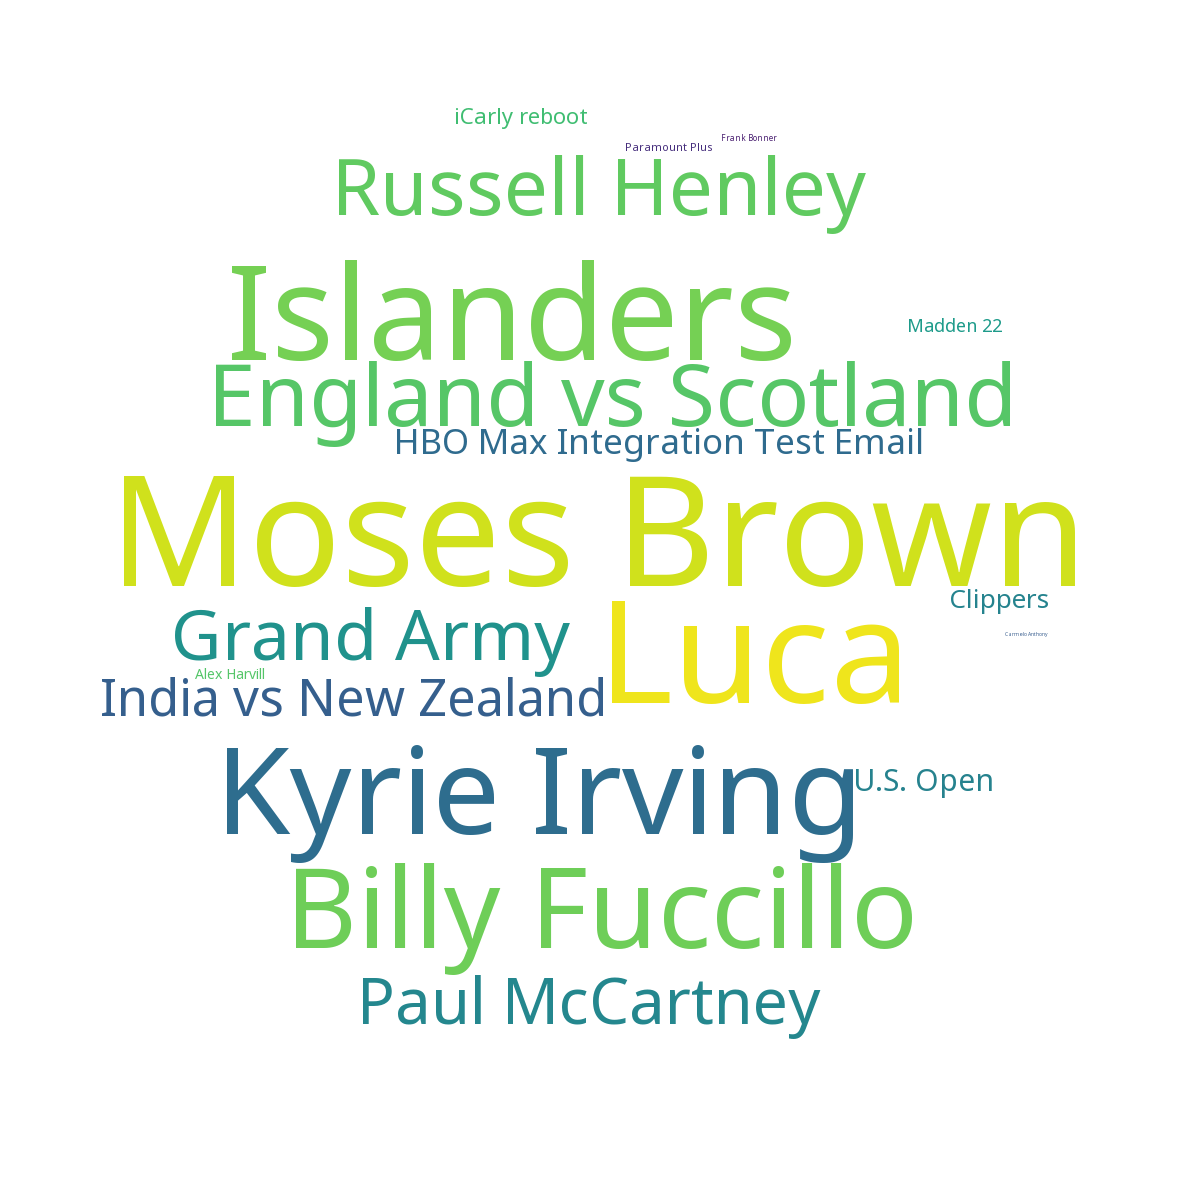 iCarly reboot
Frank Bonner
Paramount Plus
Russell Henley
Islanders
Madden 22
England vs Scotland
HBO Max Integration Test Email
Moses Brown
Clippers
Luca
Grand Army
Carmelo Anthony
Alex Harvill
India vs New Zealand
Kyrie Irving
U.S. Open
Billy Fuccillo
Paul McCartney